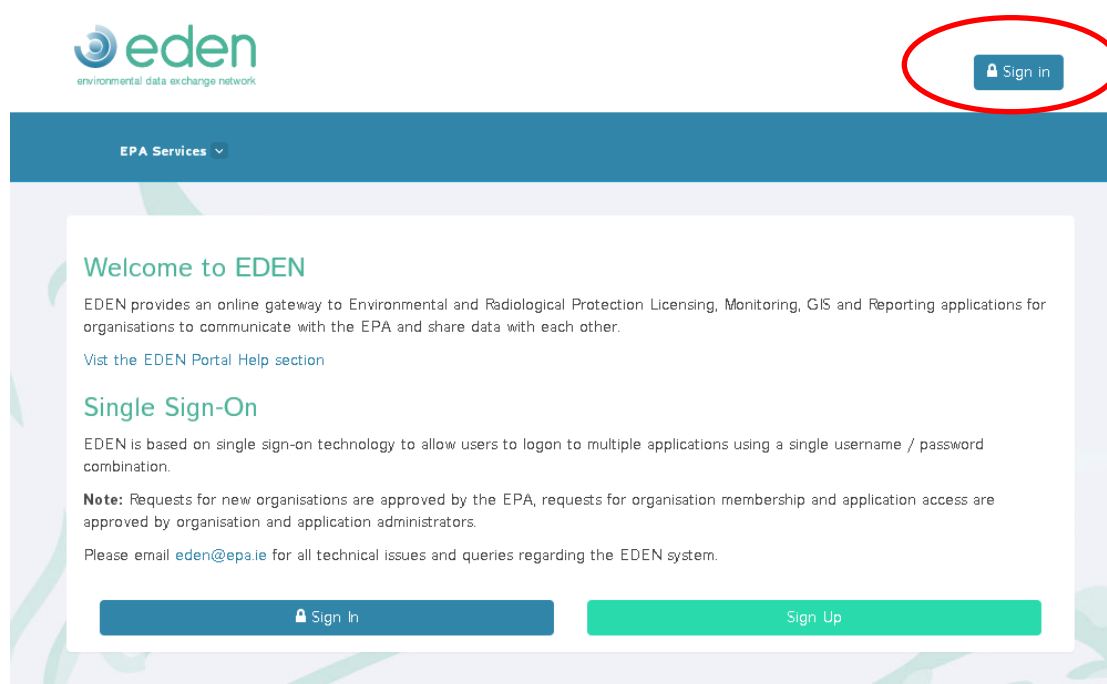 eden
environmental data exchange network
Sign in
EPA Services
Welcome to EDEN
EDEN provides an online gateway to Environmental and Radiological Protection Licensing, Monitoring, GIS and Reporting applications for
organisations to communicate with the EPA and share data with each other.
Vist the EDEN Portal Help section
Single Sign-On
EDEN is based on single sign-on technology to allow users to logon to multiple applications using a single username / password
combination.
Note: Requests for new organisations are approved by the EPA, requests for organisation membership and application access are
approved by organisation and application administrators.
Please email eden@epa.ie for all technical issues and queries regarding the EDEN system.
Sign In
Sign Up